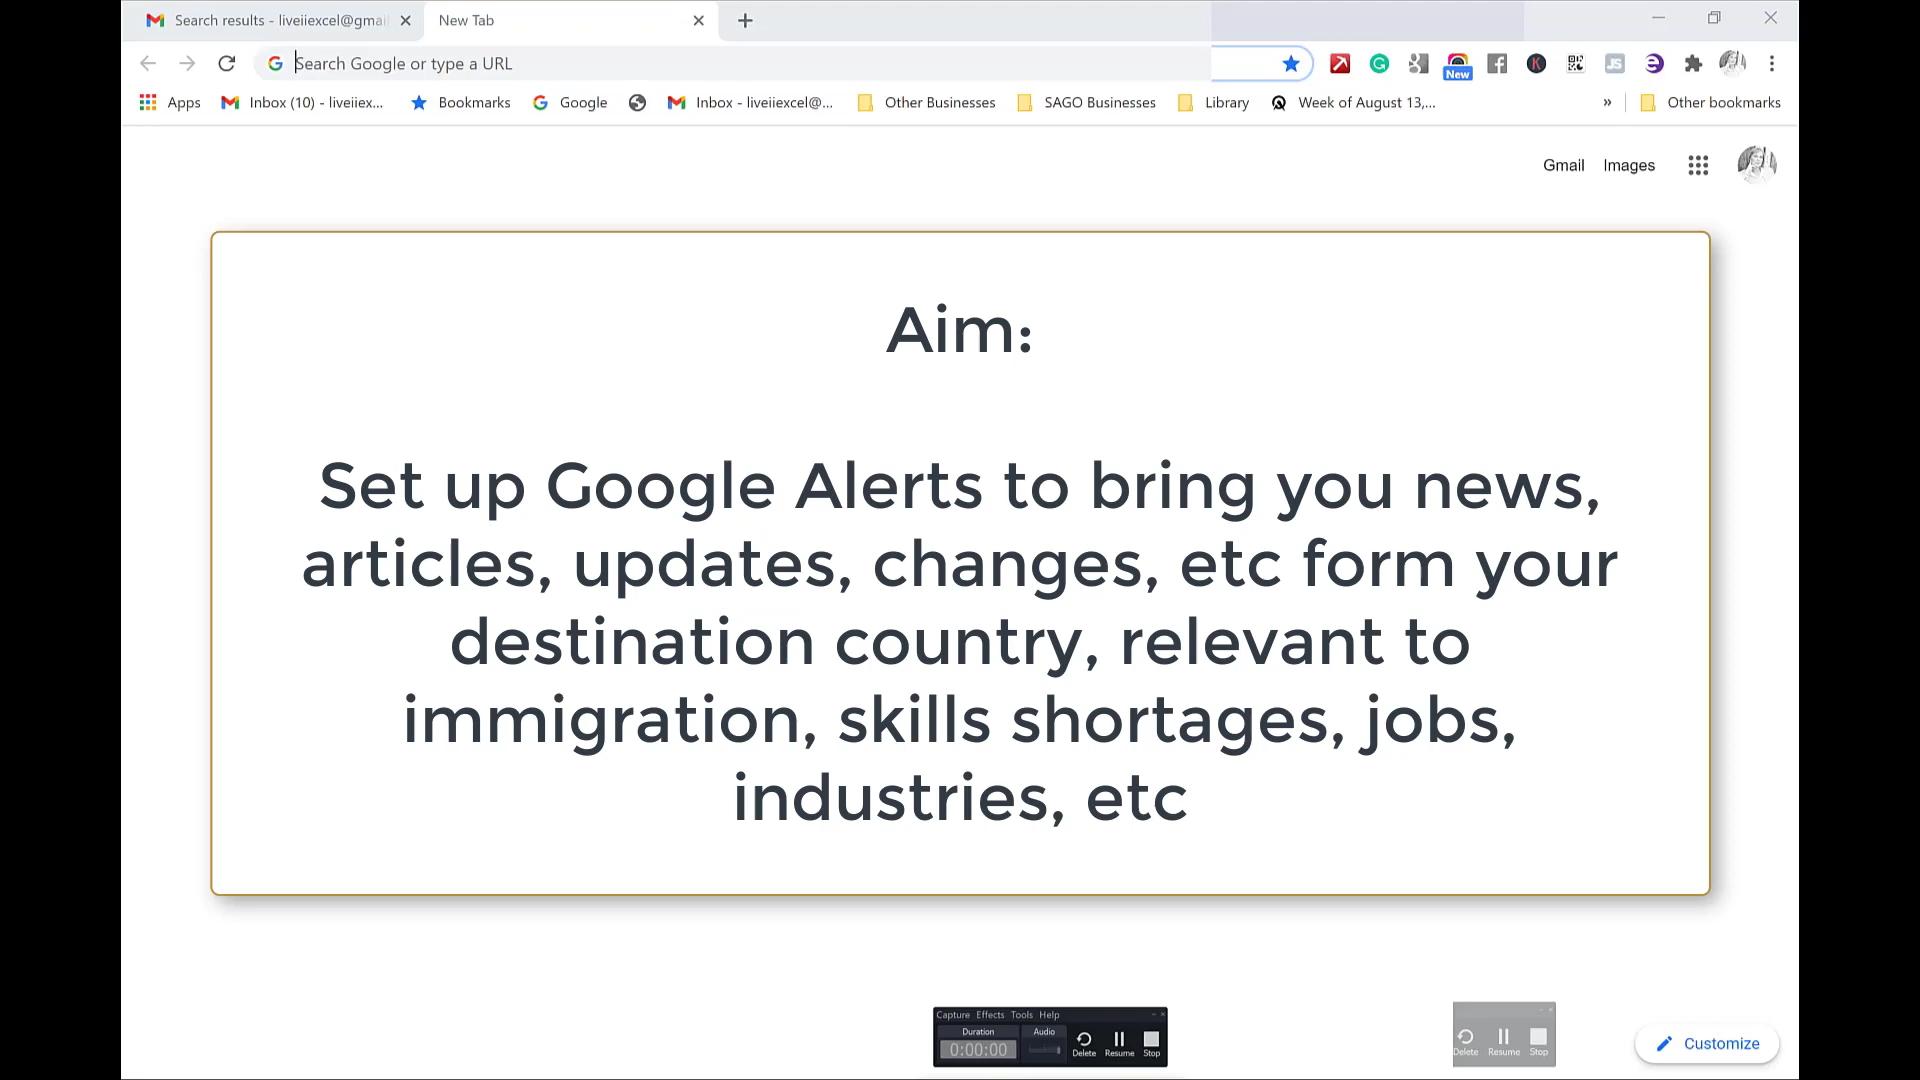 Search results - liveiiexcel@gmai
New Tab
Search Google or type a URL
New
Apps
Inbox (10) - liveiiex...
Bookmarks
Google
Inbox - liveiiexcel@...
Other Businesses
SAGO Businesses
Library
Week of August 13,...
»
Other bookmarks
Gmail
Images
Aim:
Set up Google Alerts to bring you news,
articles, updates, changes, etc form your
destination country, relevant to
immigration, skills shortages, jobs,
industries, etc
Capture Effects Tools Help
Duration
Audio
0:00:00
Delete
Resume
Stop
Delete
Resume
Stop
Customize